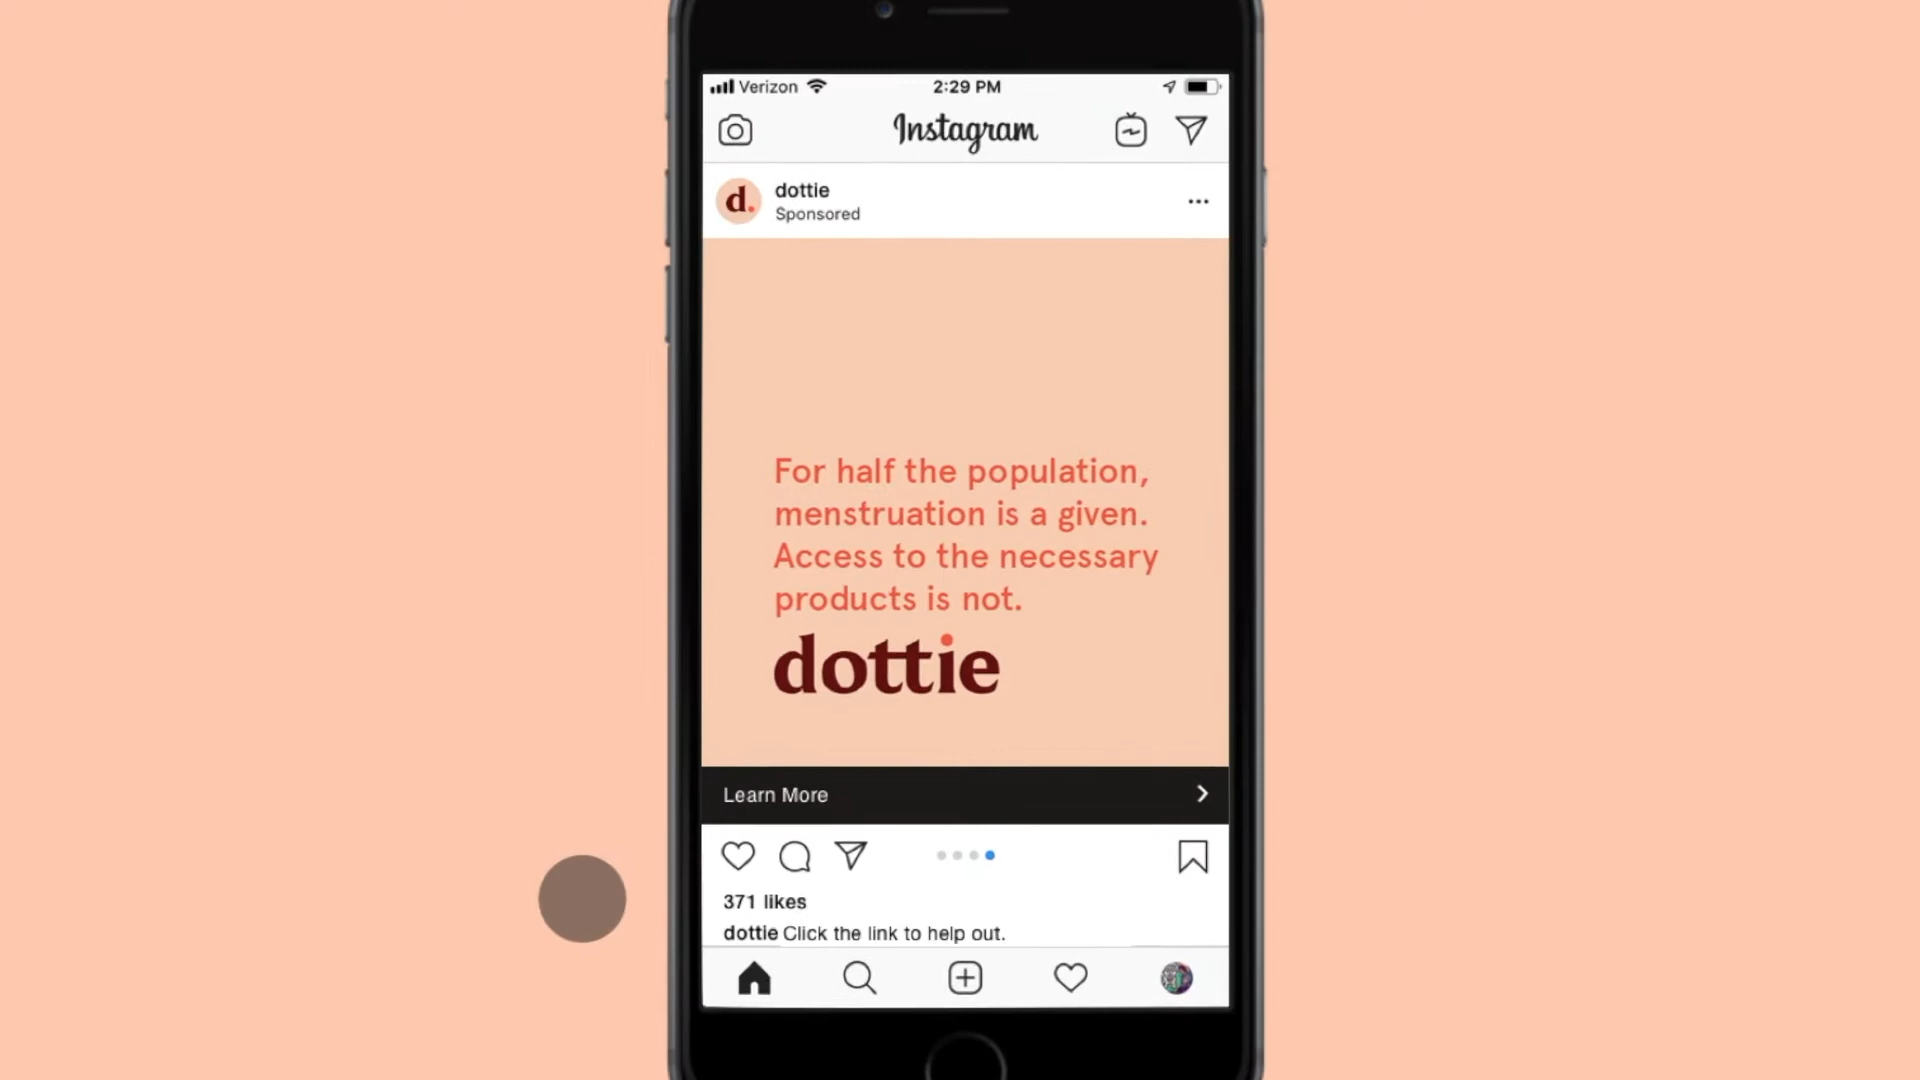 Verizon 2:29 PM
Instagram
d.
dottie
Sponsored
...
For half the population,
menstruation is a given.
Access to the necessary
products is not.
dottie
Learn More
371 likes
dottie Click the link to help out.